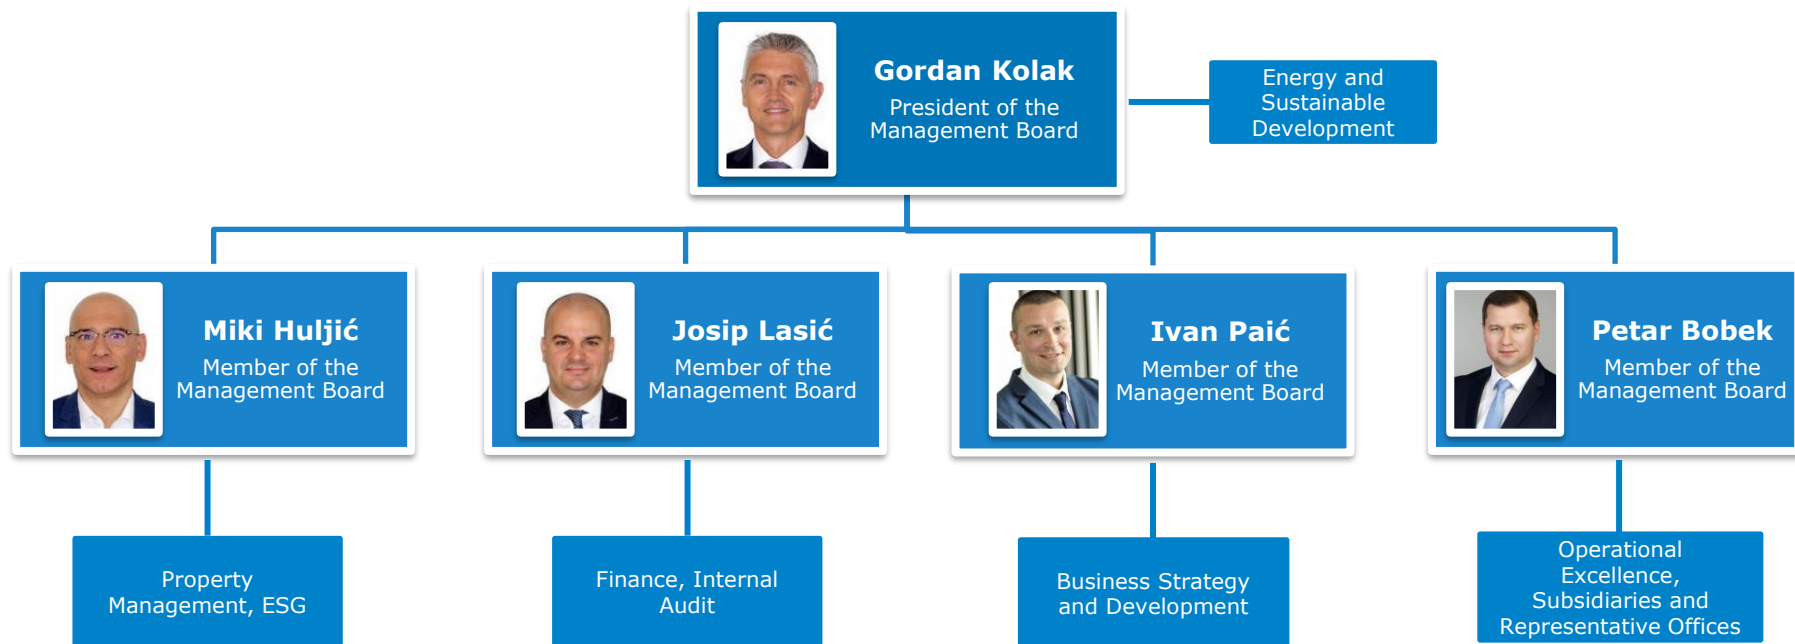 Gordan Kolak
President of the
Management Board
Energy and
Sustainable
Development
Miki Huljić
Member of the
Management Board
Josip Lasić
Member of the
Management Board
Ivan Paić
Member of the
Management Board
Petar Bobek
Member of the
Management Board
Property
Management, ESG
Finance, Internal
Audit
Business Strategy
and Development
Operational
Excellence,
Subsidiaries and
Representative Offices